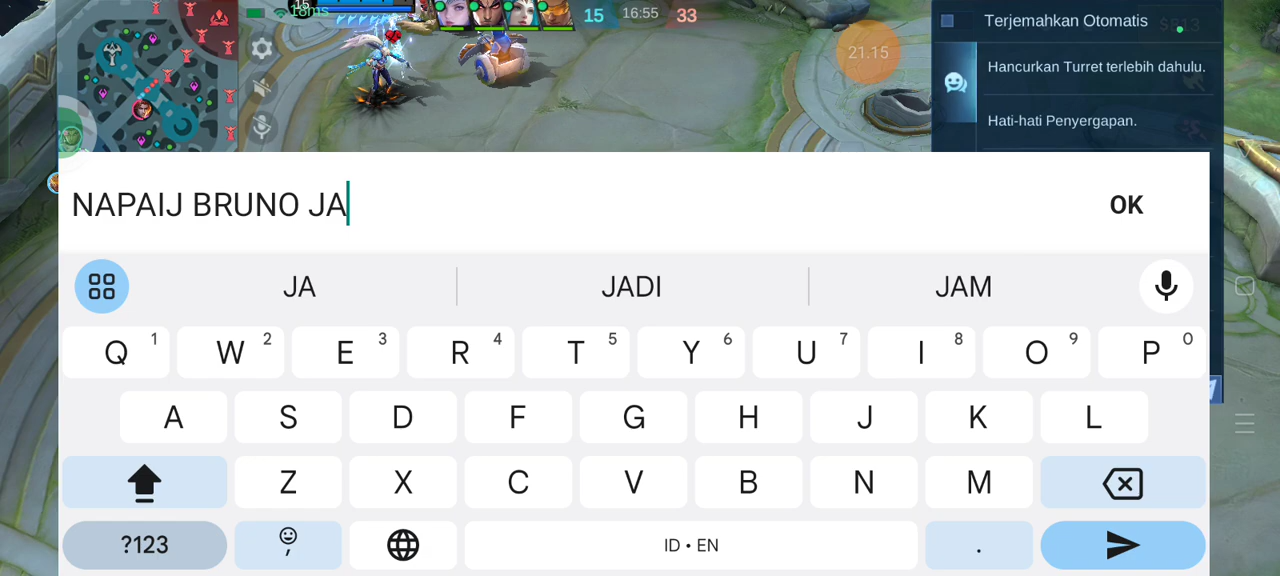 18ms
15 16:55 33
21.15
Terjemahkan Otomatis
Hancurkan Turret terlebih dahulu.
Hati-hati Penyergapan.
NAPAIJ BRUNO JA
OK
JA JADI JAM
Q 1 W 2 E 3 R 4 T 5 Y 6 U 7 I 8 O 9 P 0
A S D F G H J K L
Z X C V B N M
?123 , ID • EN .